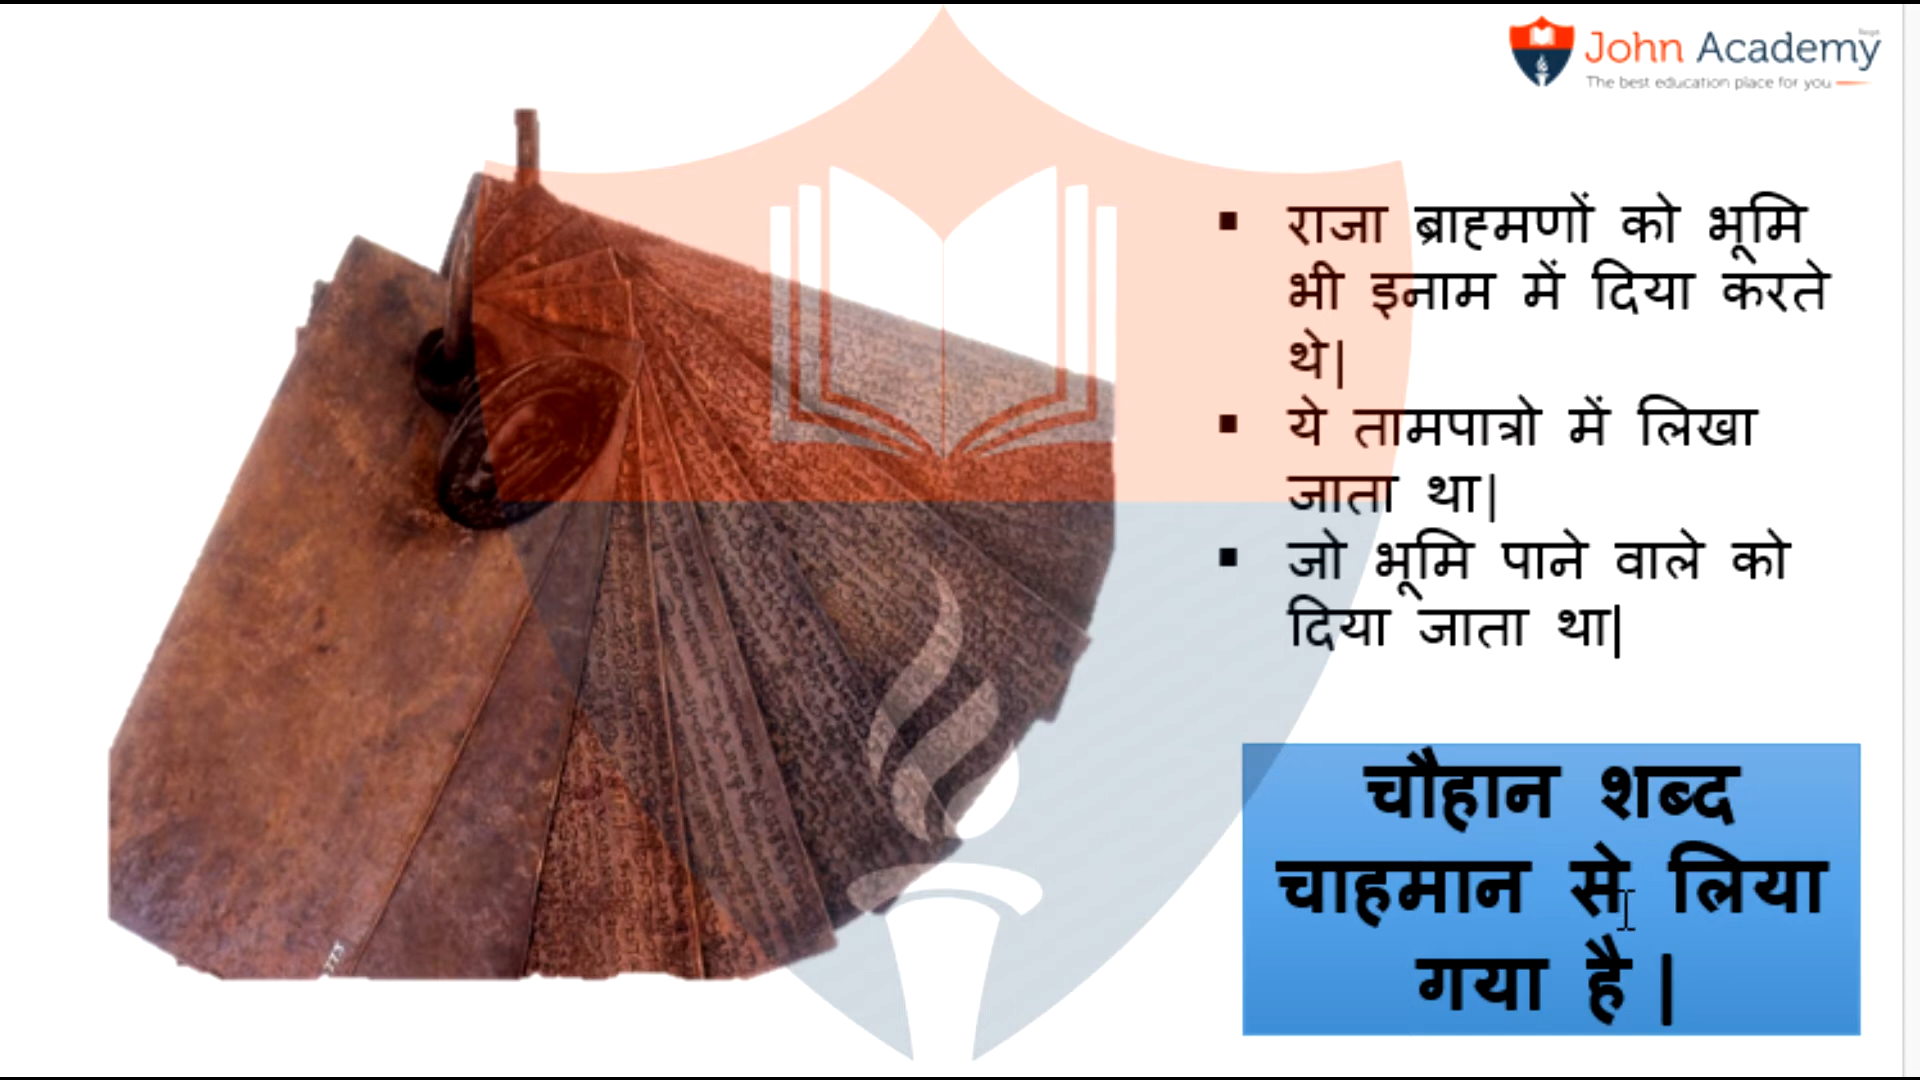 John Academy
The best education place for you
▪ राजा ब्राह्मणों को भूमि
भी इनाम में दिया करते
थे|
▪ ये तामपात्रो में लिखा
जाता था|
▪ जो भूमि पाने वाले को
दिया जाता था|
चौहान शब्द
चाहमान से लिया
गया है |